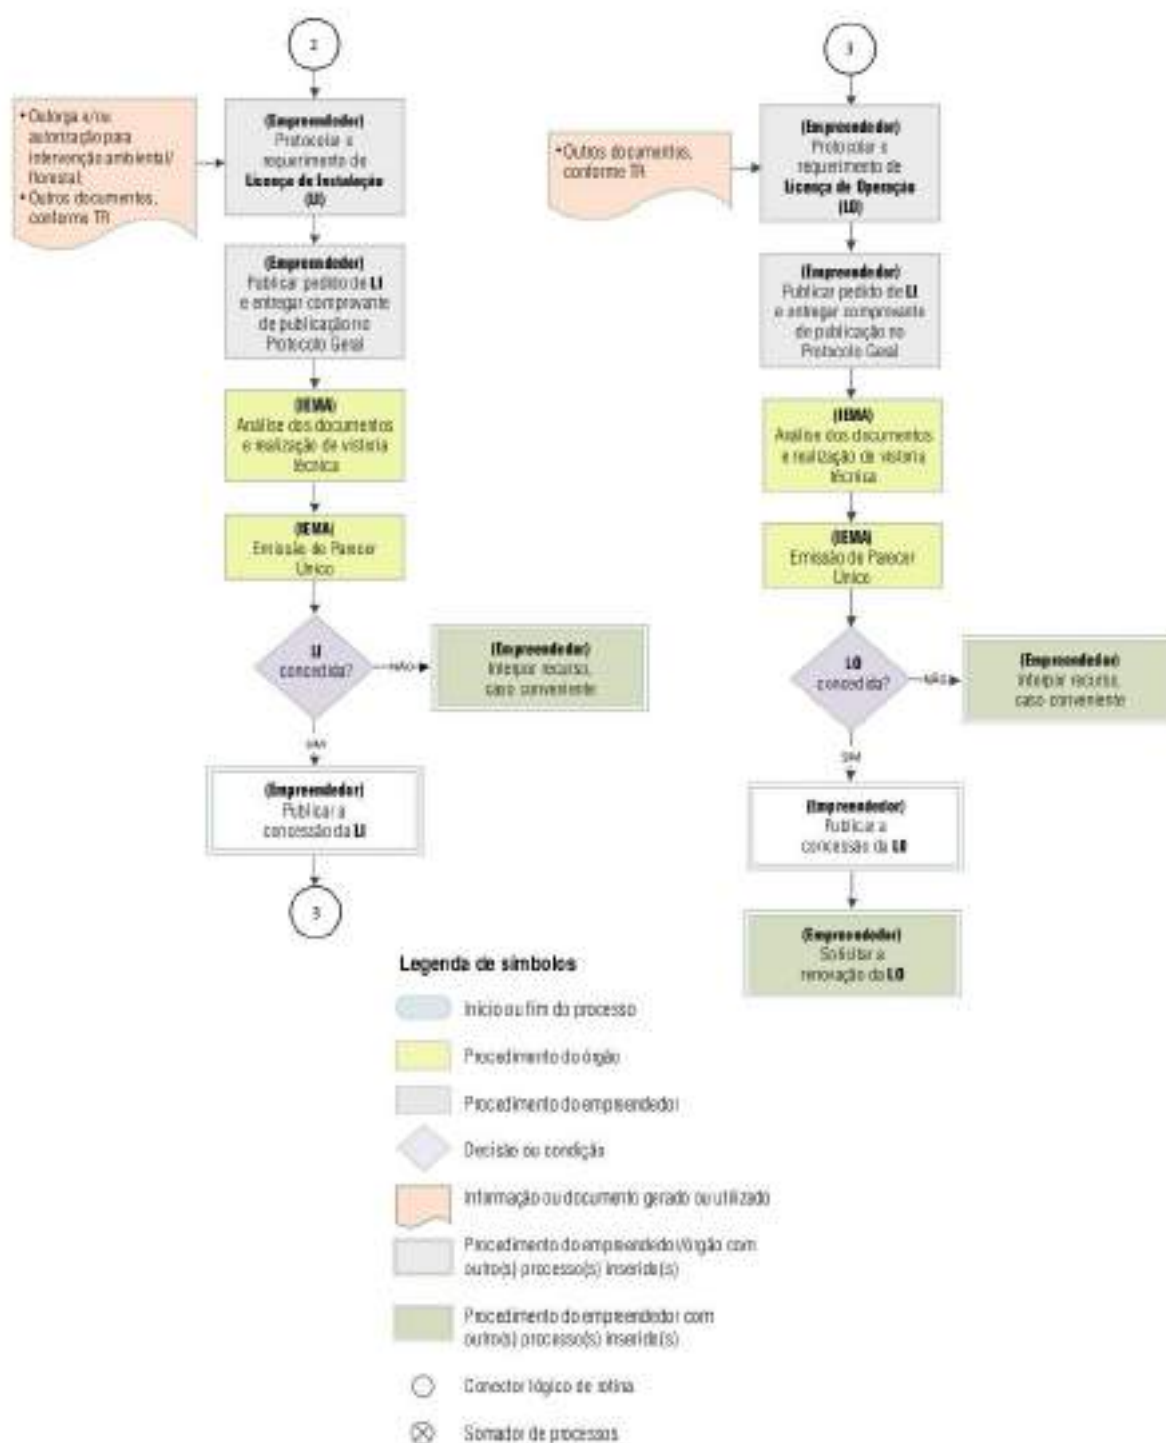 2
• Outorga e/ou
autorização para
intervenção ambiental/
florestal;
• Outros documentos,
conforme TR
(Empreendedor)
Protocolar o
requerimento de
Licença de Instalação
(LI)
(Empreendedor)
Publicar pedido de LI
e entregar comprovante
de publicação no
Protocolo Geral
(IEMA)
Análise dos documentos
e realização de vistoria
técnica
(IEMA)
Emissão de Parecer
Único
LI
concedida?
NÃO
(Empreendedor)
Interpor recurso,
caso conveniente
SIM
(Empreendedor)
Publicar a
concessão da LI
3
3
• Outros documentos,
conforme TR
(Empreendedor)
Protocolar o
requerimento de
Licença de Operação
(LO)
(Empreendedor)
Publicar pedido de LI
e entregar comprovante
de publicação no
Protocolo Geral
(IEMA)
Análise dos documentos
e realização de vistoria
técnica
(IEMA)
Emissão de Parecer
Único
LO
concedida?
NÃO
(Empreendedor)
Interpor recurso,
caso conveniente
SIM
(Empreendedor)
Publicar a
concessão da LO
(Empreendedor)
Solicitar a
renovação da LO
Legenda de símbolos
Início ou fim do processo
Procedimento do órgão
Procedimento do empreendedor
Decisão ou condição
Informação ou documento gerado ou utilizado
Procedimento do empreendedor/órgão com
outro(s) processo(s) inserido(s)
Procedimento do empreendedor com
outro(s) processo(s) inserido(s)
Conector lógico de rotina
Somador de processos